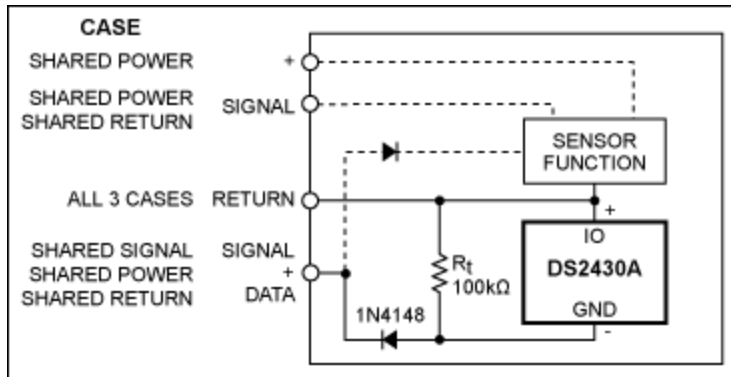 CASE
SHARED POWER
+
SHARED POWER
SHARED RETURN
SIGNAL
SENSOR
FUNCTION
ALL 3 CASES
RETURN
+
IO
DS2430A
GND
-
SHARED SIGNAL
SHARED POWER
SHARED RETURN
SIGNAL
+
DATA
Rt
100kΩ
1N4148